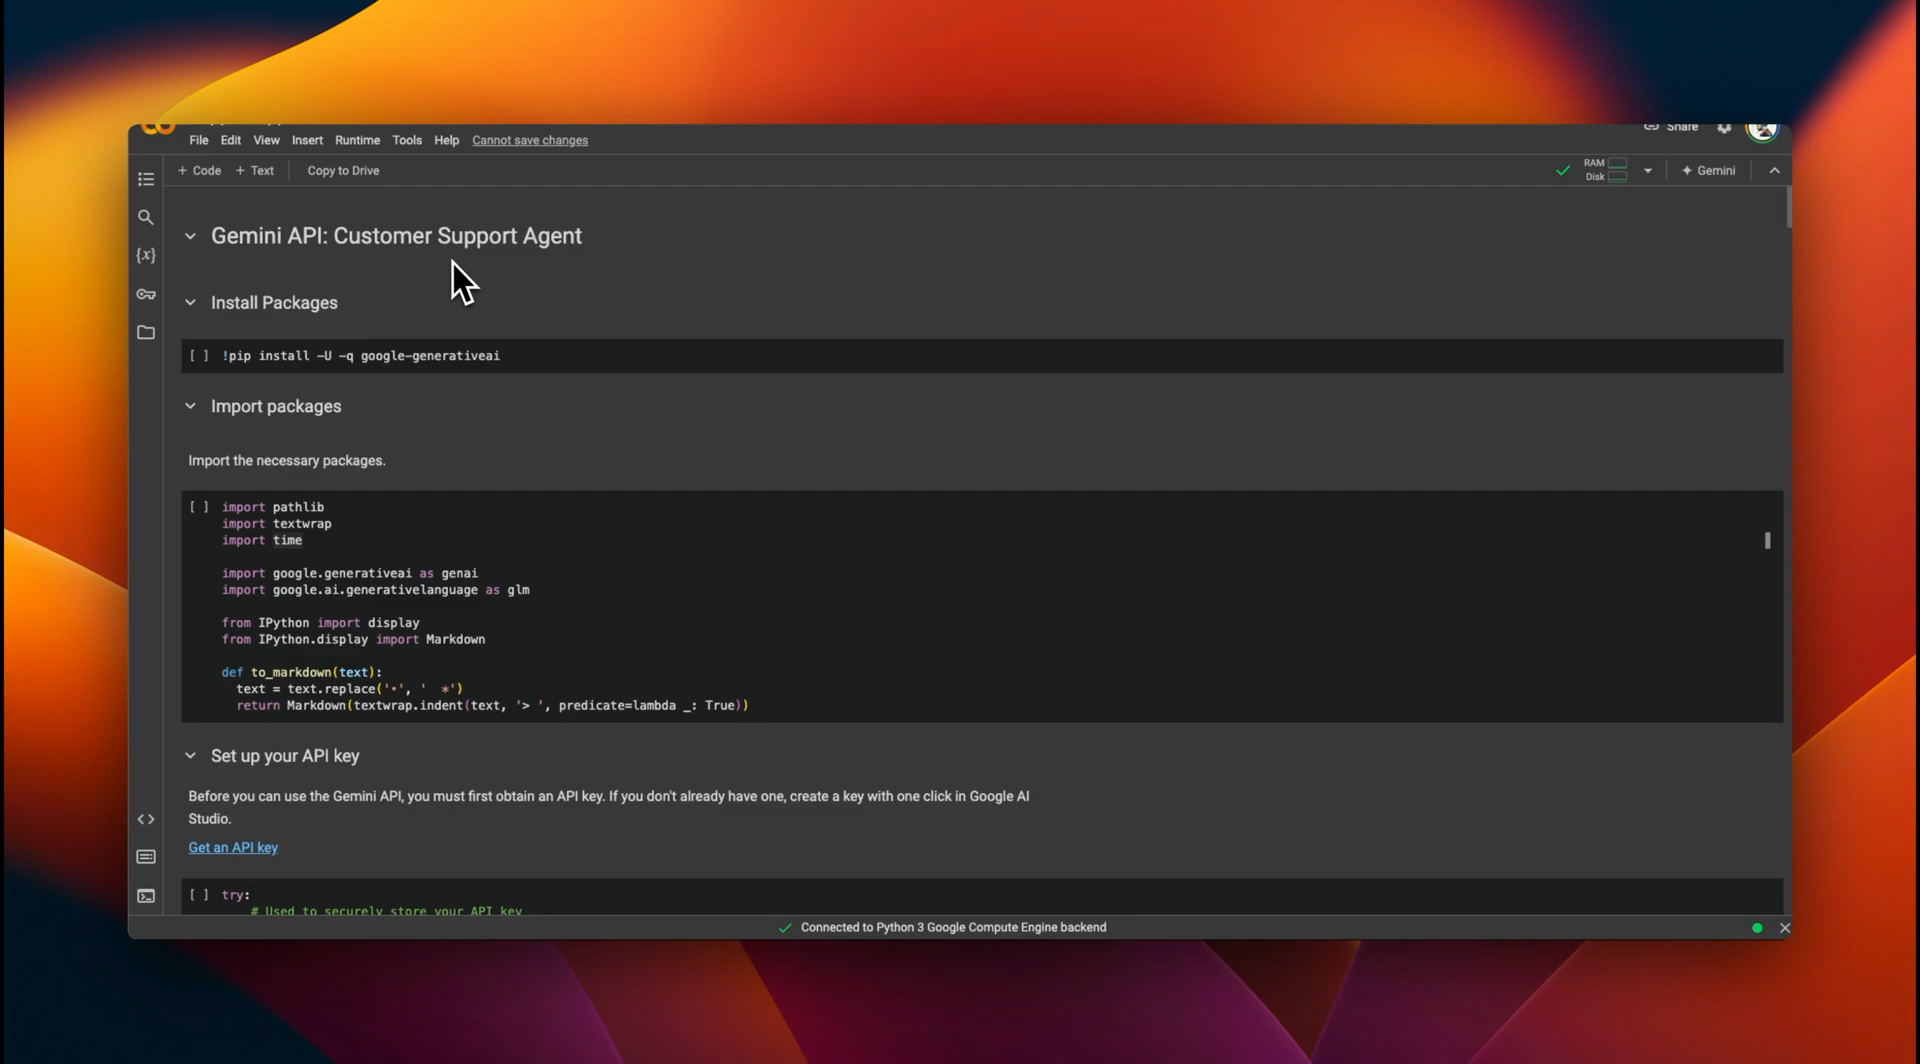 Share
File Edit View Insert Runtime Tools Help Cannot save changes
+ Code + Text Copy to Drive
RAM
Disk
Gemini
Gemini API: Customer Support Agent
Install Packages
[ ] !pip install -U -q google-generativeai
Import packages
Import the necessary packages.
[ ] import pathlib
import textwrap
import time
import google.generativeai as genai
import google.ai.generativelanguage as glm
from IPython import display
from IPython.display import Markdown
def to_markdown(text):
text = text.replace('•', ' *')
return Markdown(textwrap.indent(text, '> ', predicate=lambda _: True))
Set up your API key
Before you can use the Gemini API, you must first obtain an API key. If you don't already have one, create a key with one click in Google AI
Studio.
Get an API key
[ ] try:
# Used to securely store your API key
Connected to Python 3 Google Compute Engine backend